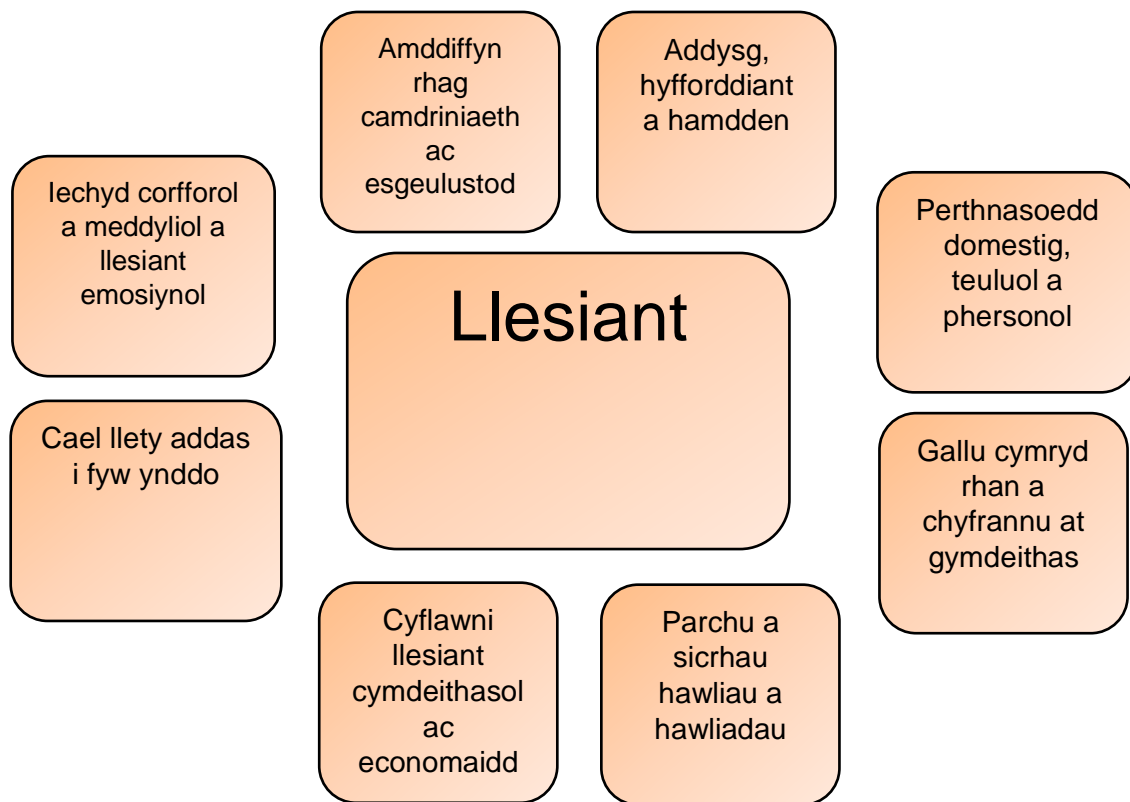 Amddiffyn
rhag
camdriniaeth
ac
esgeulustod
Addysg,
hyfforddiant
a hamdden
Iechyd corfforol
a meddyliol a
llesiant
emosiynol
Perthnasoedd
domestig,
teuluol a
phersonol
Llesiant
Cael llety addas
i fyw ynddo
Gallu cymryd
rhan a
chyfrannu at
gymdeithas
Cyflawni
llesiant
cymdeithasol
ac
economaidd
Parchu a
sicrhau
hawliau a
hawliadau